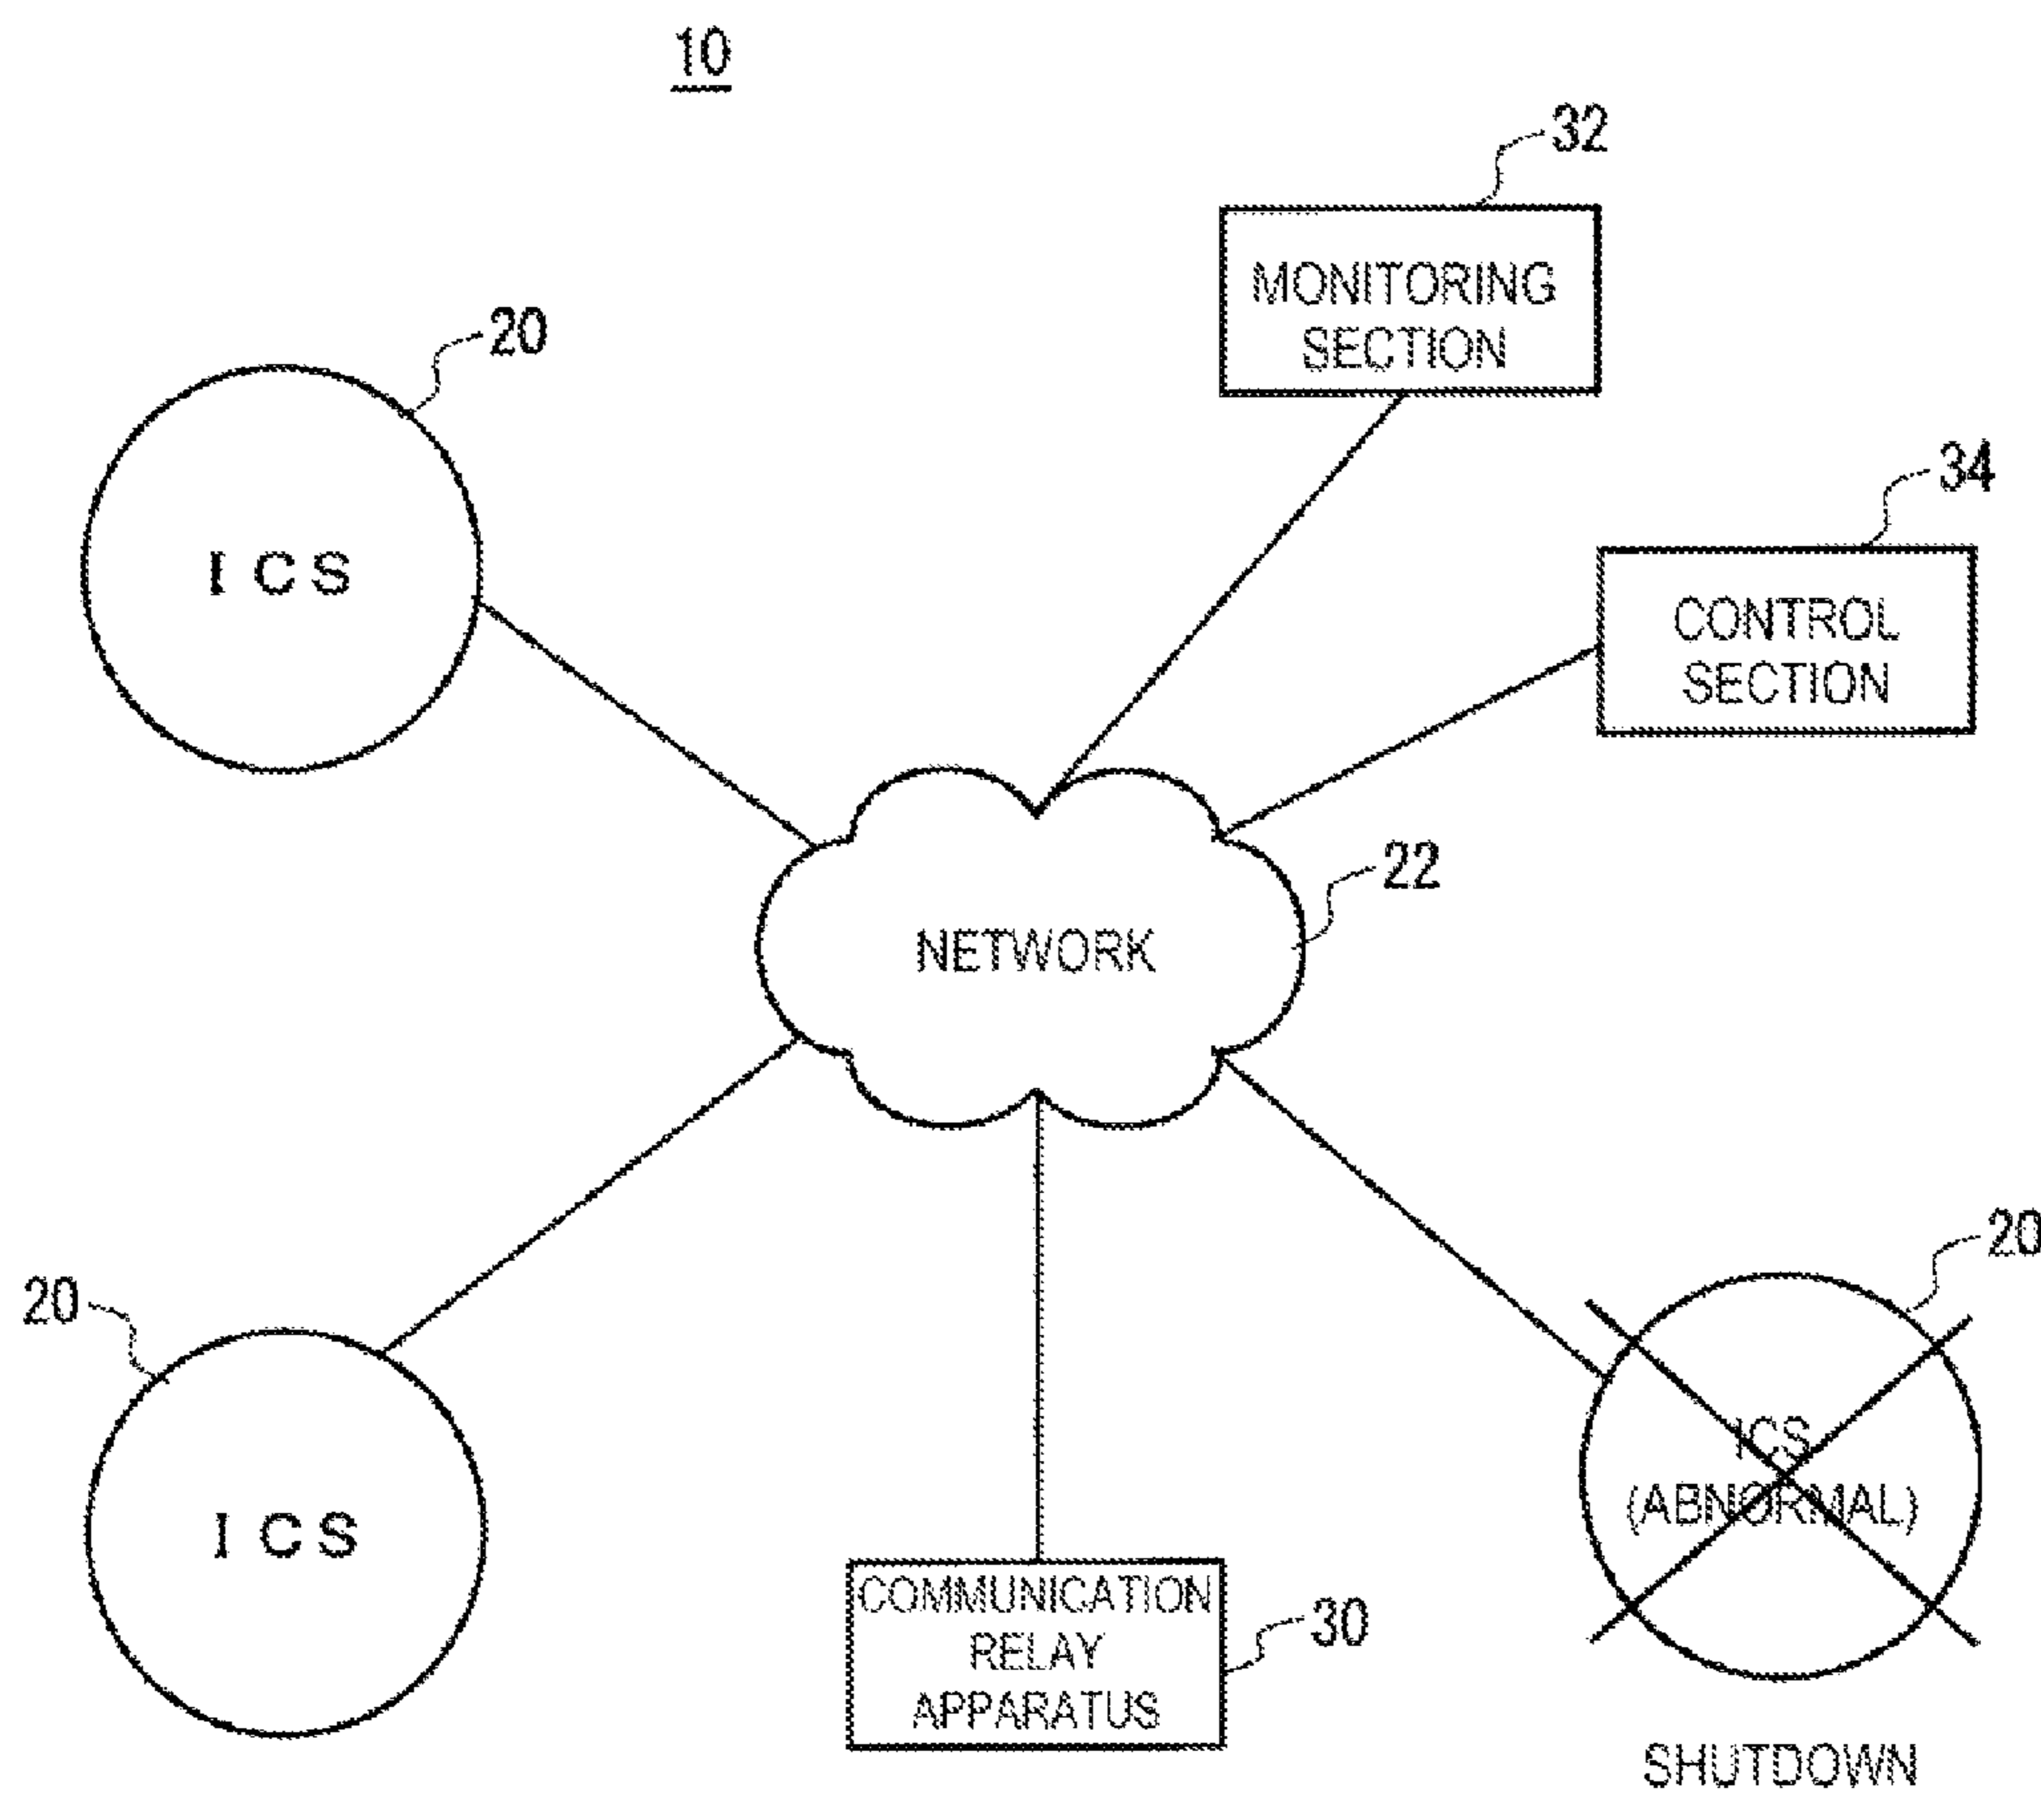 10
32
MONITORING
SECTION
20
34
I C S
CONTROL
SECTION
22
NETWORK
20
20
ICS
(ABNORMAL)
I C S
COMMUNICATION
RELAY
APPARATUS
30
SHUTDOWN